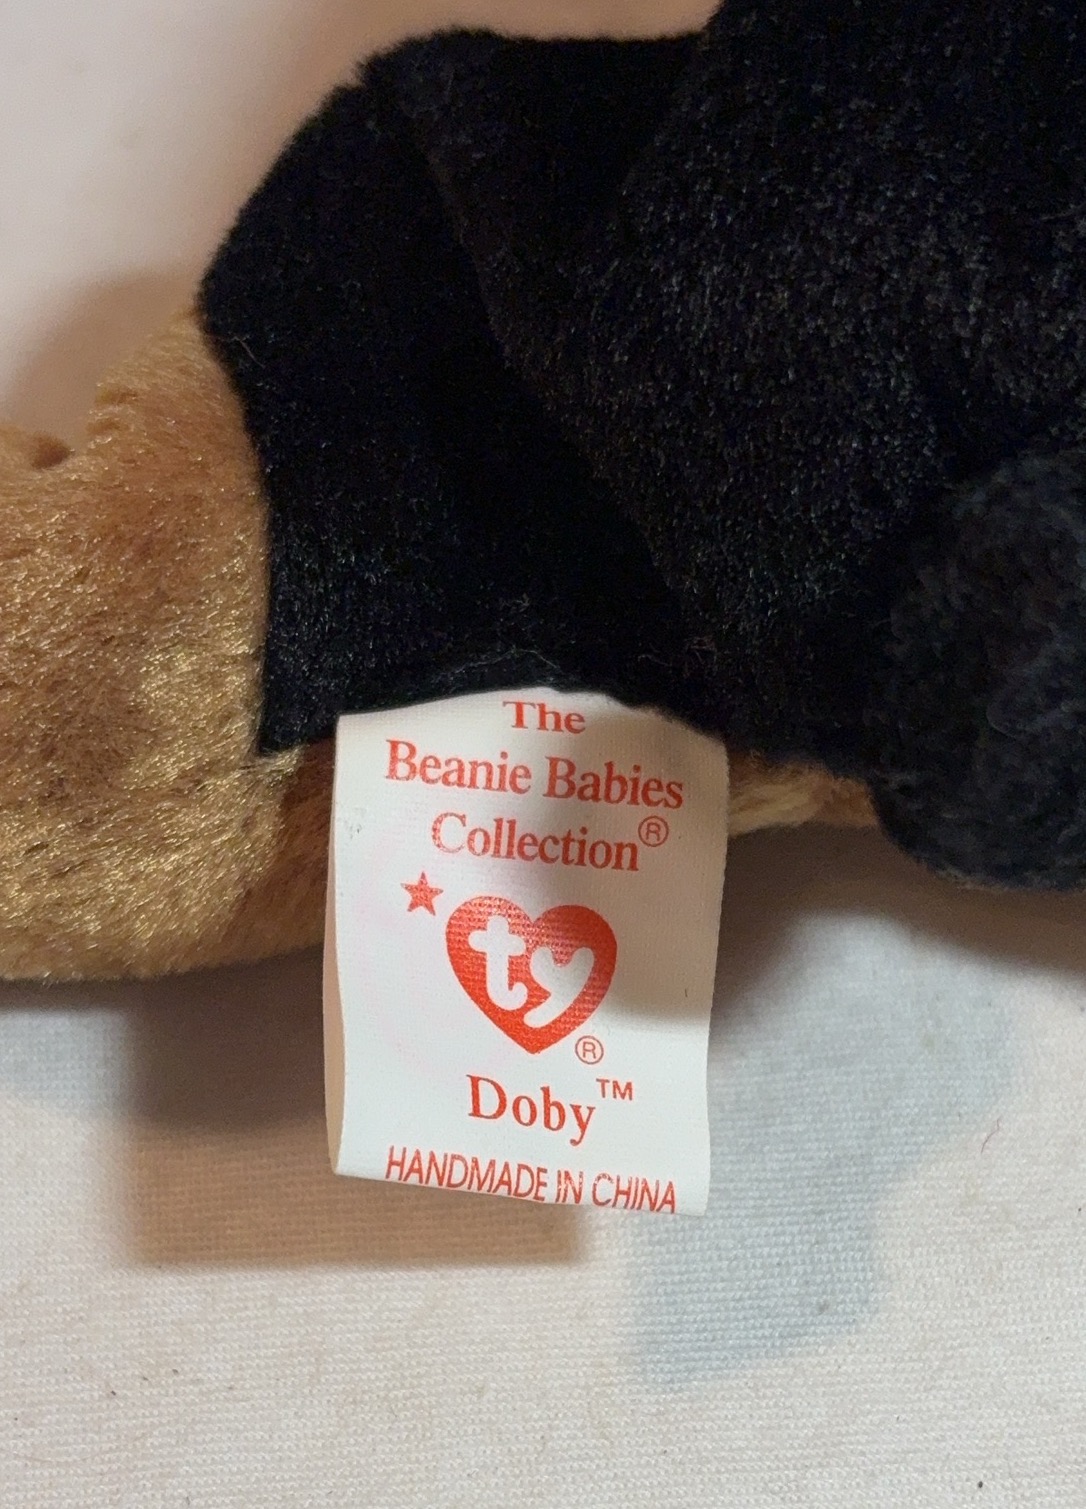 The
Beanie Babies
Collection®
★
ty®
Doby™
HANDMADE IN CHINA